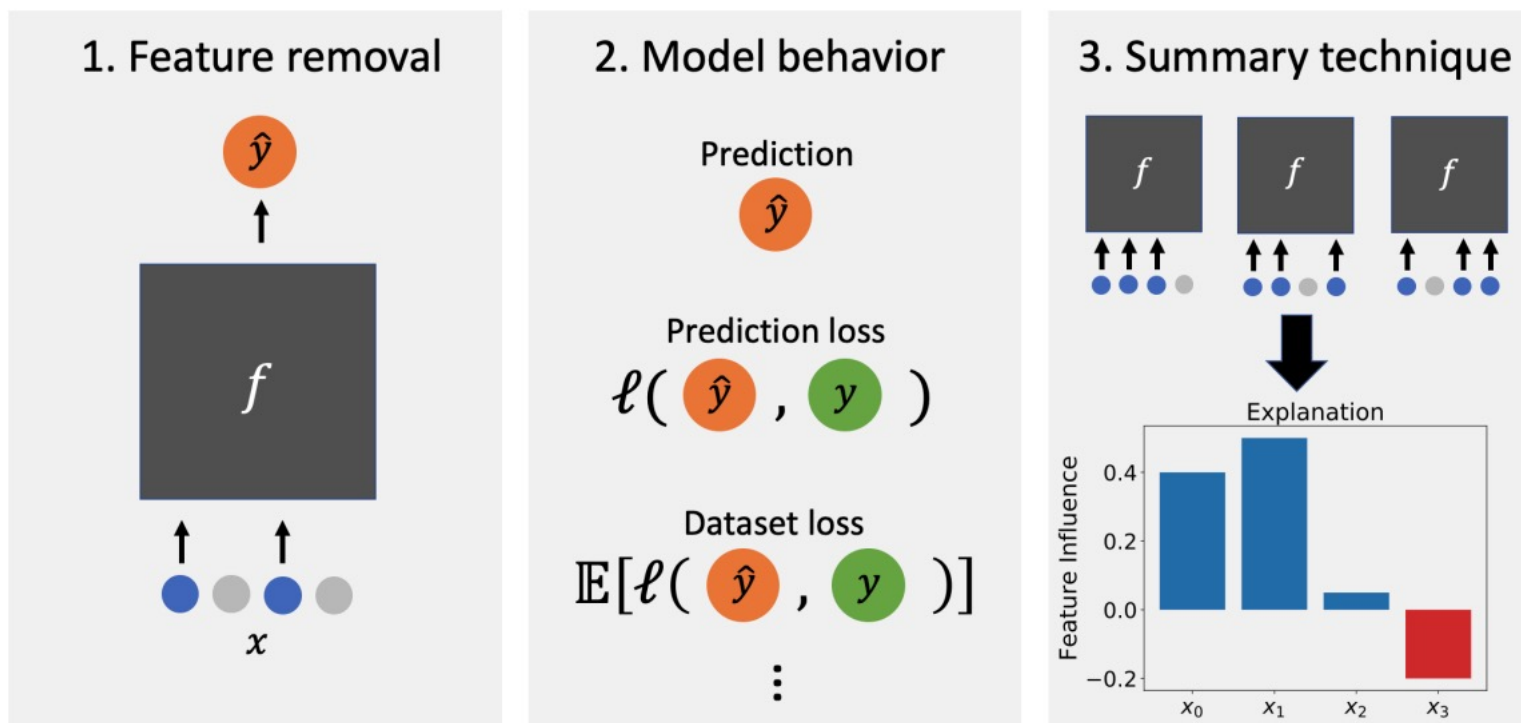 1. Feature removal
ŷ
f
x
2. Model behavior
Prediction
ŷ
Prediction loss
ℓ( ŷ , y )
Dataset loss
𝔼[ℓ( ŷ , y )]
⋮
3. Summary technique
f f f
Explanation
Feature Influence
0.4
0.2
0.0
−0.2
x₀ x₁ x₂ x₃